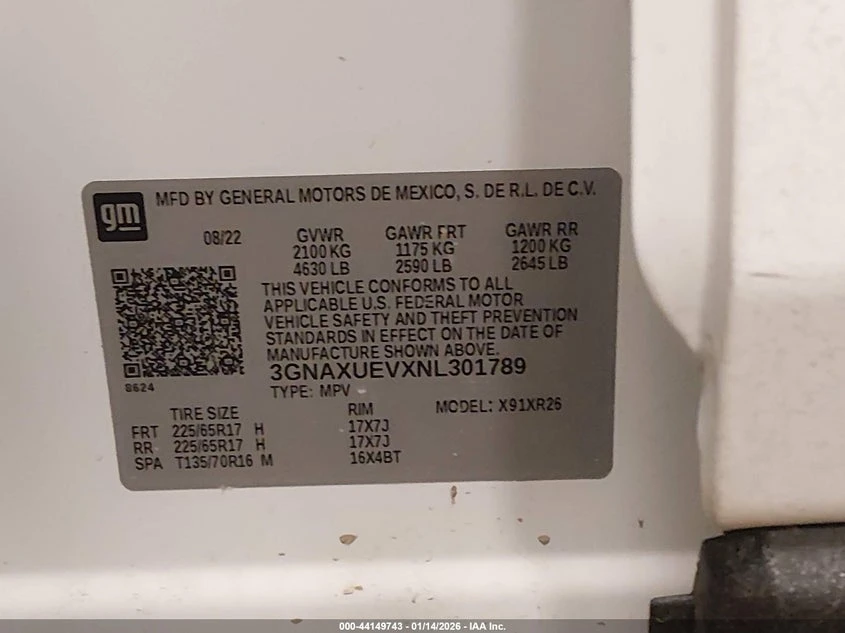 gm
MFD BY GENERAL MOTORS DE MEXICO, S. DE R.L. DE C.V.
08/22 GVWR GAWR FRT GAWR RR
2100 KG 1175 KG 1200 KG
4630 LB 2590 LB 2645 LB
THIS VEHICLE CONFORMS TO ALL
APPLICABLE U.S. FEDERAL MOTOR
VEHICLE SAFETY AND THEFT PREVENTION
STANDARDS IN EFFECT ON THE DATE OF
MANUFACTURE SHOWN ABOVE.
8624
3GNAXUEVXNL301789
TYPE: MPV
MODEL: X91XR26
TIRE SIZE RIM
FRT 225/65R17 H 17X7J
RR 225/65R17 H 17X7J
SPA T135/70R16 M 16X4BT
000-44149743 - 01/14/2026 - IAA Inc.